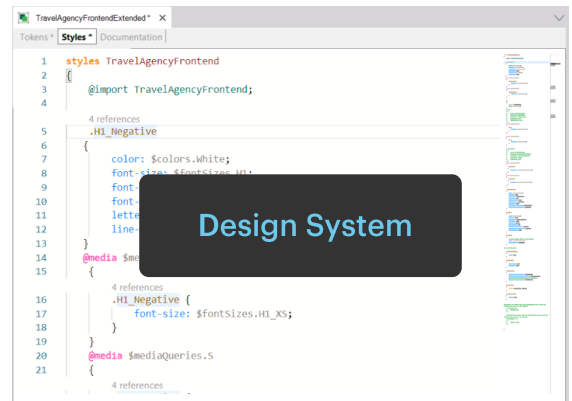 TravelAgencyFrontendExtended *
Tokens * Styles * Documentation
1 styles TravelAgencyFrontend
2 {
3 @import TravelAgencyFrontend;
4
4 references
5 .H1_Negative
6 {
7 color: $colors.White;
8 font-size: $fontSizes.H1;
9 font-
10 font-
11 lette
12 line-
13 }
14 @media $me
15 {
Design System
4 references
16 .H1_Negative {
17 font-size: $fontSizes.H1_XS;
18 }
19 }
20 @media $mediaQueries.S
21 {
4 references